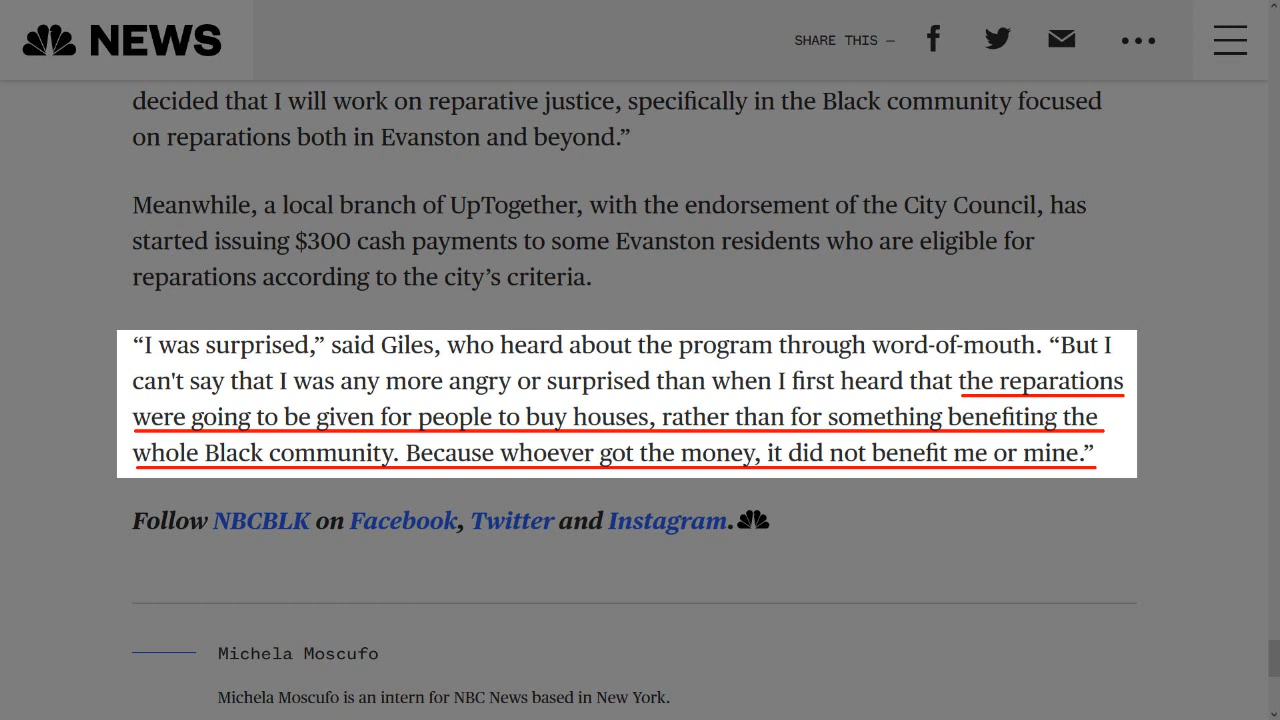 NEWS
SHARE THIS —
decided that I will work on reparative justice, specifically in the Black community focused
on reparations both in Evanston and beyond.”
Meanwhile, a local branch of UpTogether, with the endorsement of the City Council, has
started issuing $300 cash payments to some Evanston residents who are eligible for
reparations according to the city’s criteria.
“I was surprised,” said Giles, who heard about the program through word-of-mouth. “But I
can't say that I was any more angry or surprised than when I first heard that the reparations
were going to be given for people to buy houses, rather than for something benefiting the
whole Black community. Because whoever got the money, it did not benefit me or mine.”
Follow NBCBLK on Facebook, Twitter and Instagram.
Michela Moscufo
Michela Moscufo is an intern for NBC News based in New York.